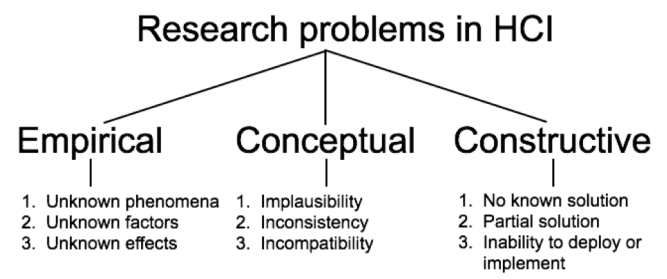 Research problems in HCI
Empirical
1. Unknown phenomena
2. Unknown factors
3. Unknown effects
Conceptual
1. Implausibility
2. Inconsistency
3. Incompatibility
Constructive
1. No known solution
2. Partial solution
3. Inability to deploy or
implement